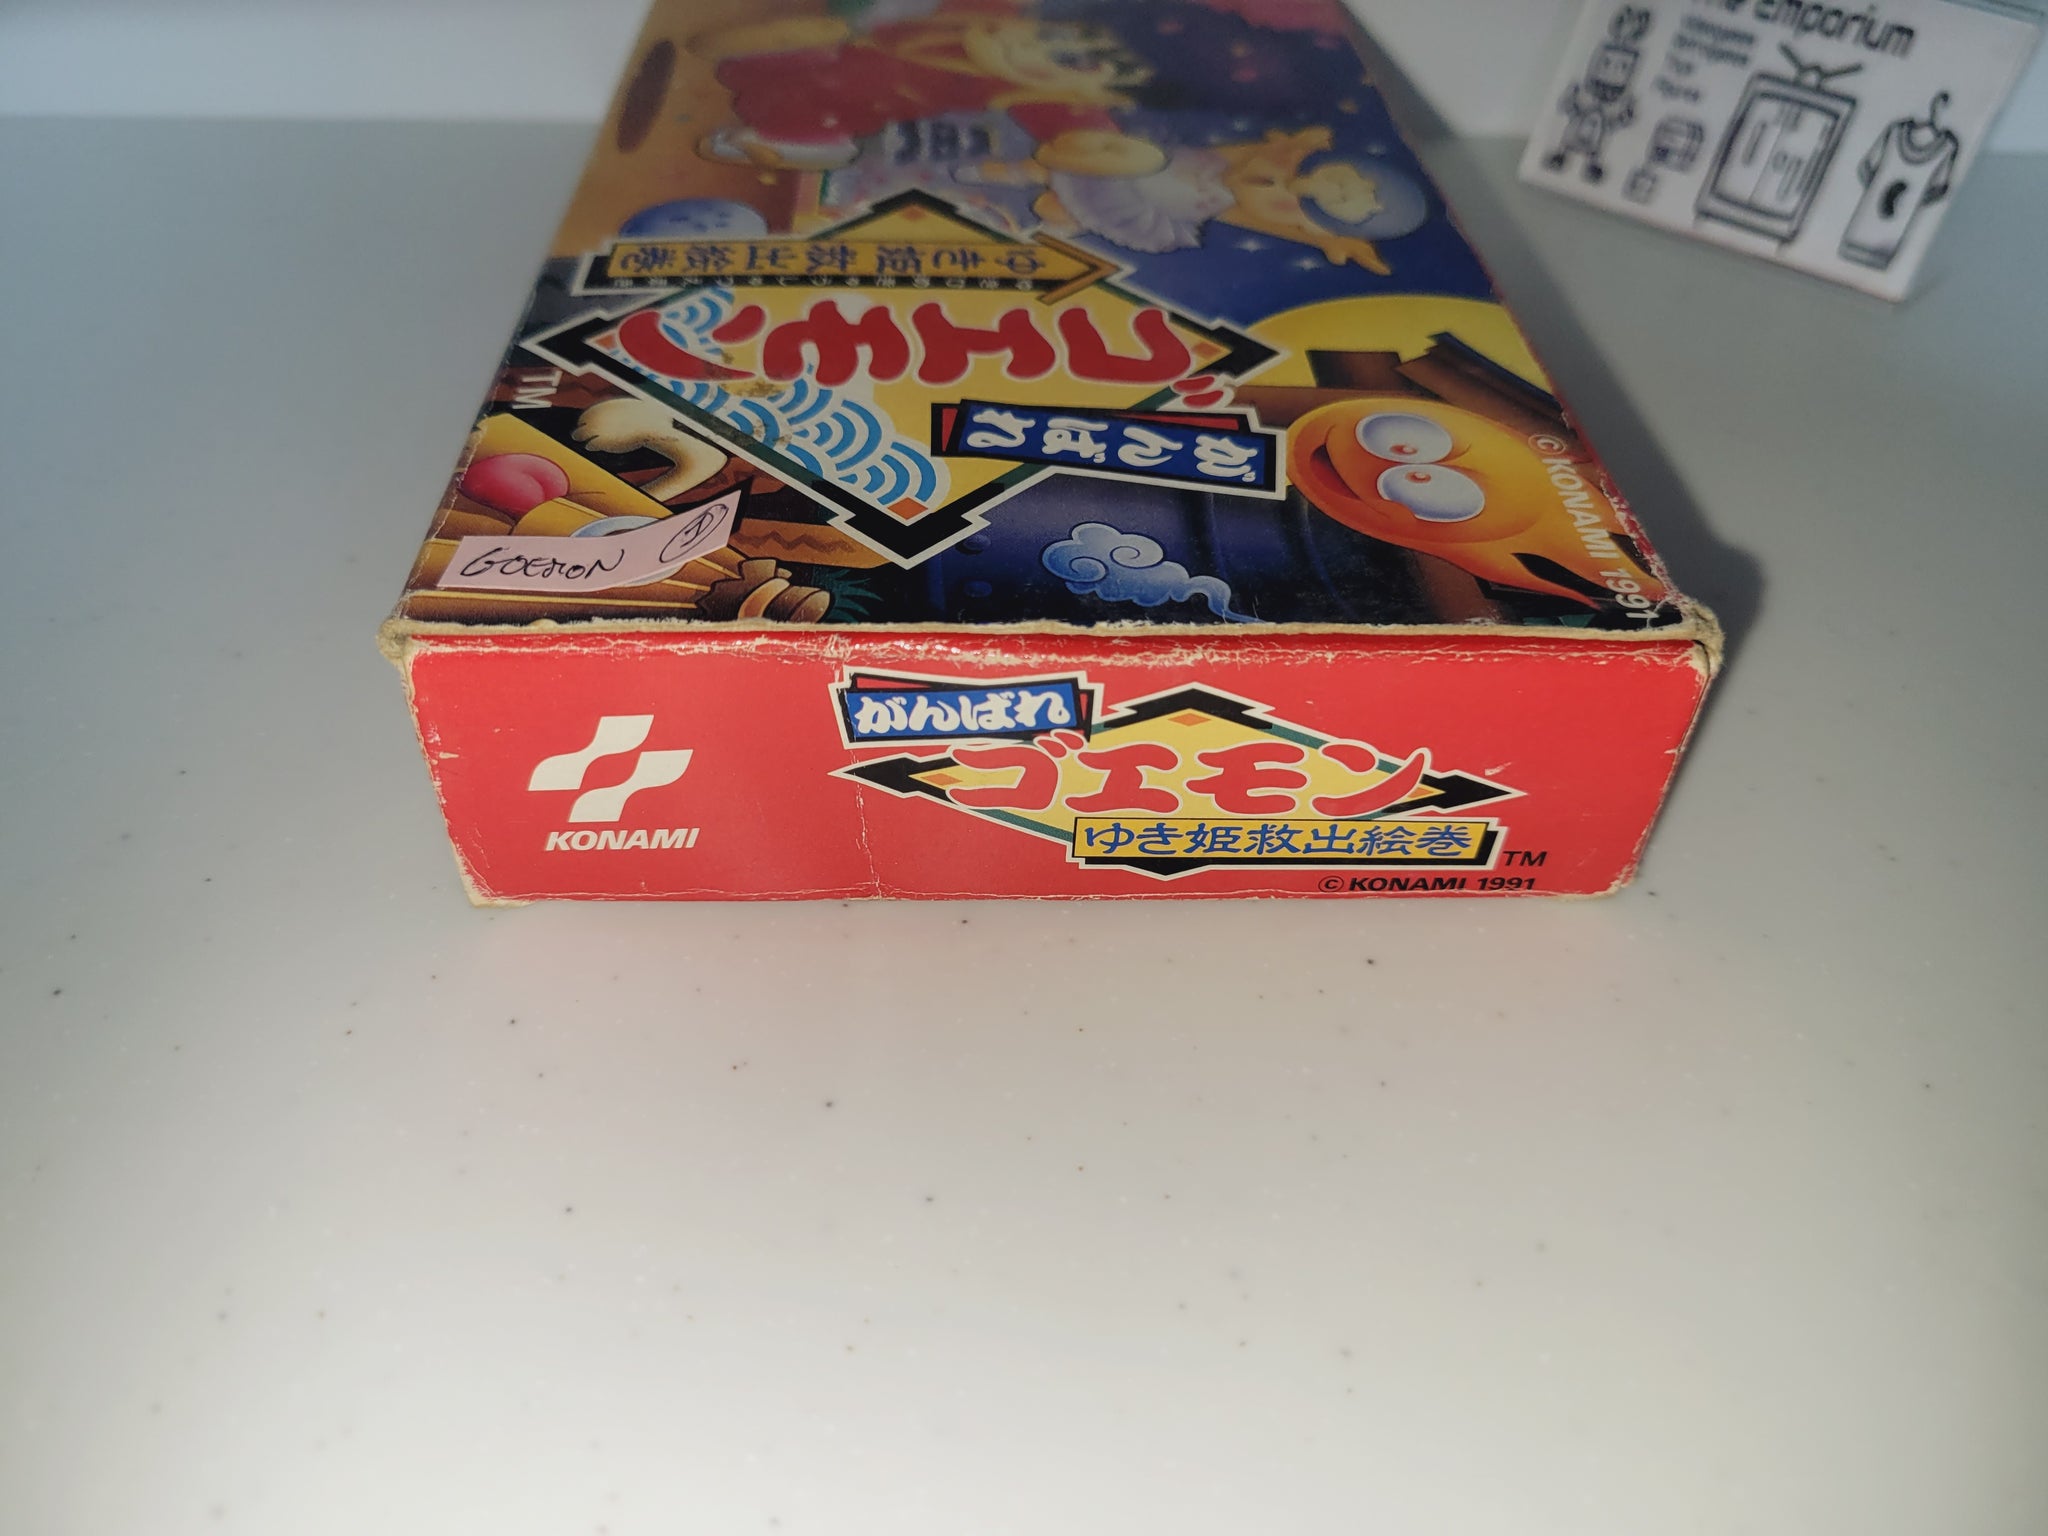 emporium
ゆき姫救出絵巻
ゴエモン
がんばれ
TM
© KONAMI 1991
GOEMON 1
KONAMI
がんばれ
ゴエモン
ゆき姫救出絵巻
TM
© KONAMI 1991